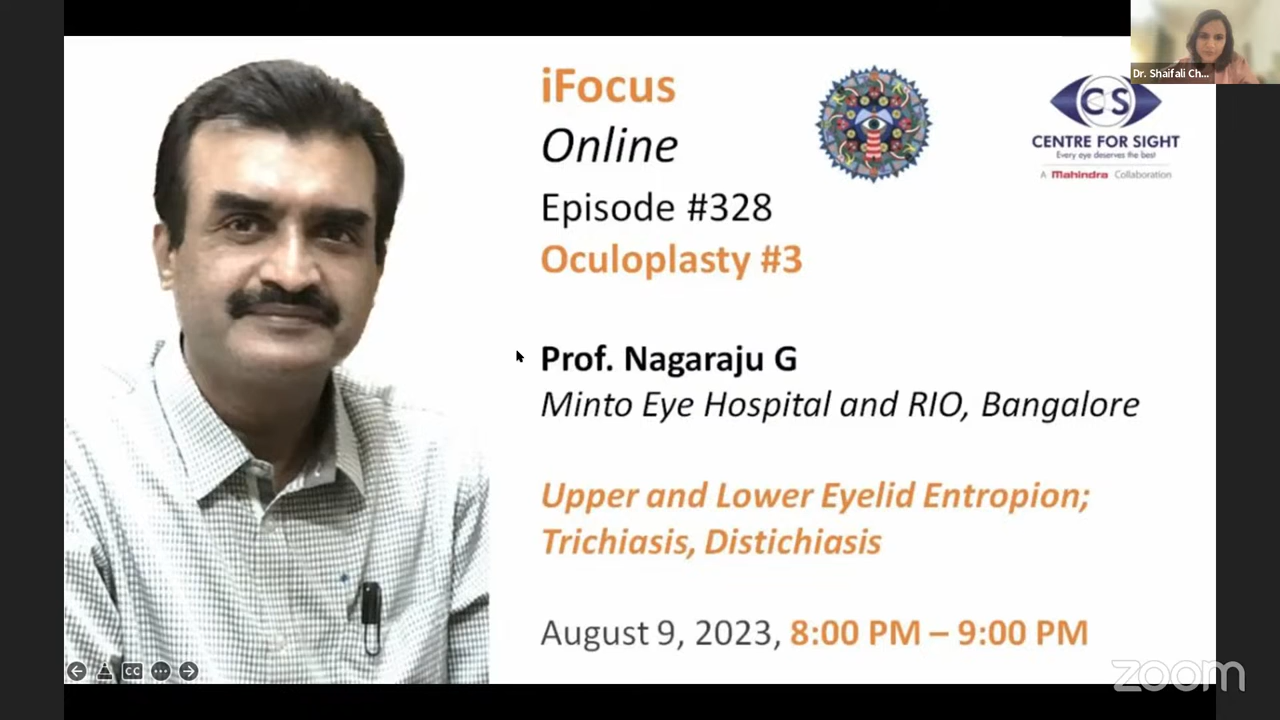 iFocus
Online
Episode #328
Oculoplasty #3
Prof. Nagaraju G
Minto Eye Hospital and RIO, Bangalore
Upper and Lower Eyelid Entropion;
Trichiasis, Distichiasis
August 9, 2023, 8:00 PM – 9:00 PM
CS
CENTRE FOR SIGHT
Every eye deserves the best
A Mahindra Collaboration
Dr. Shaifali Ch...
CC
zoom